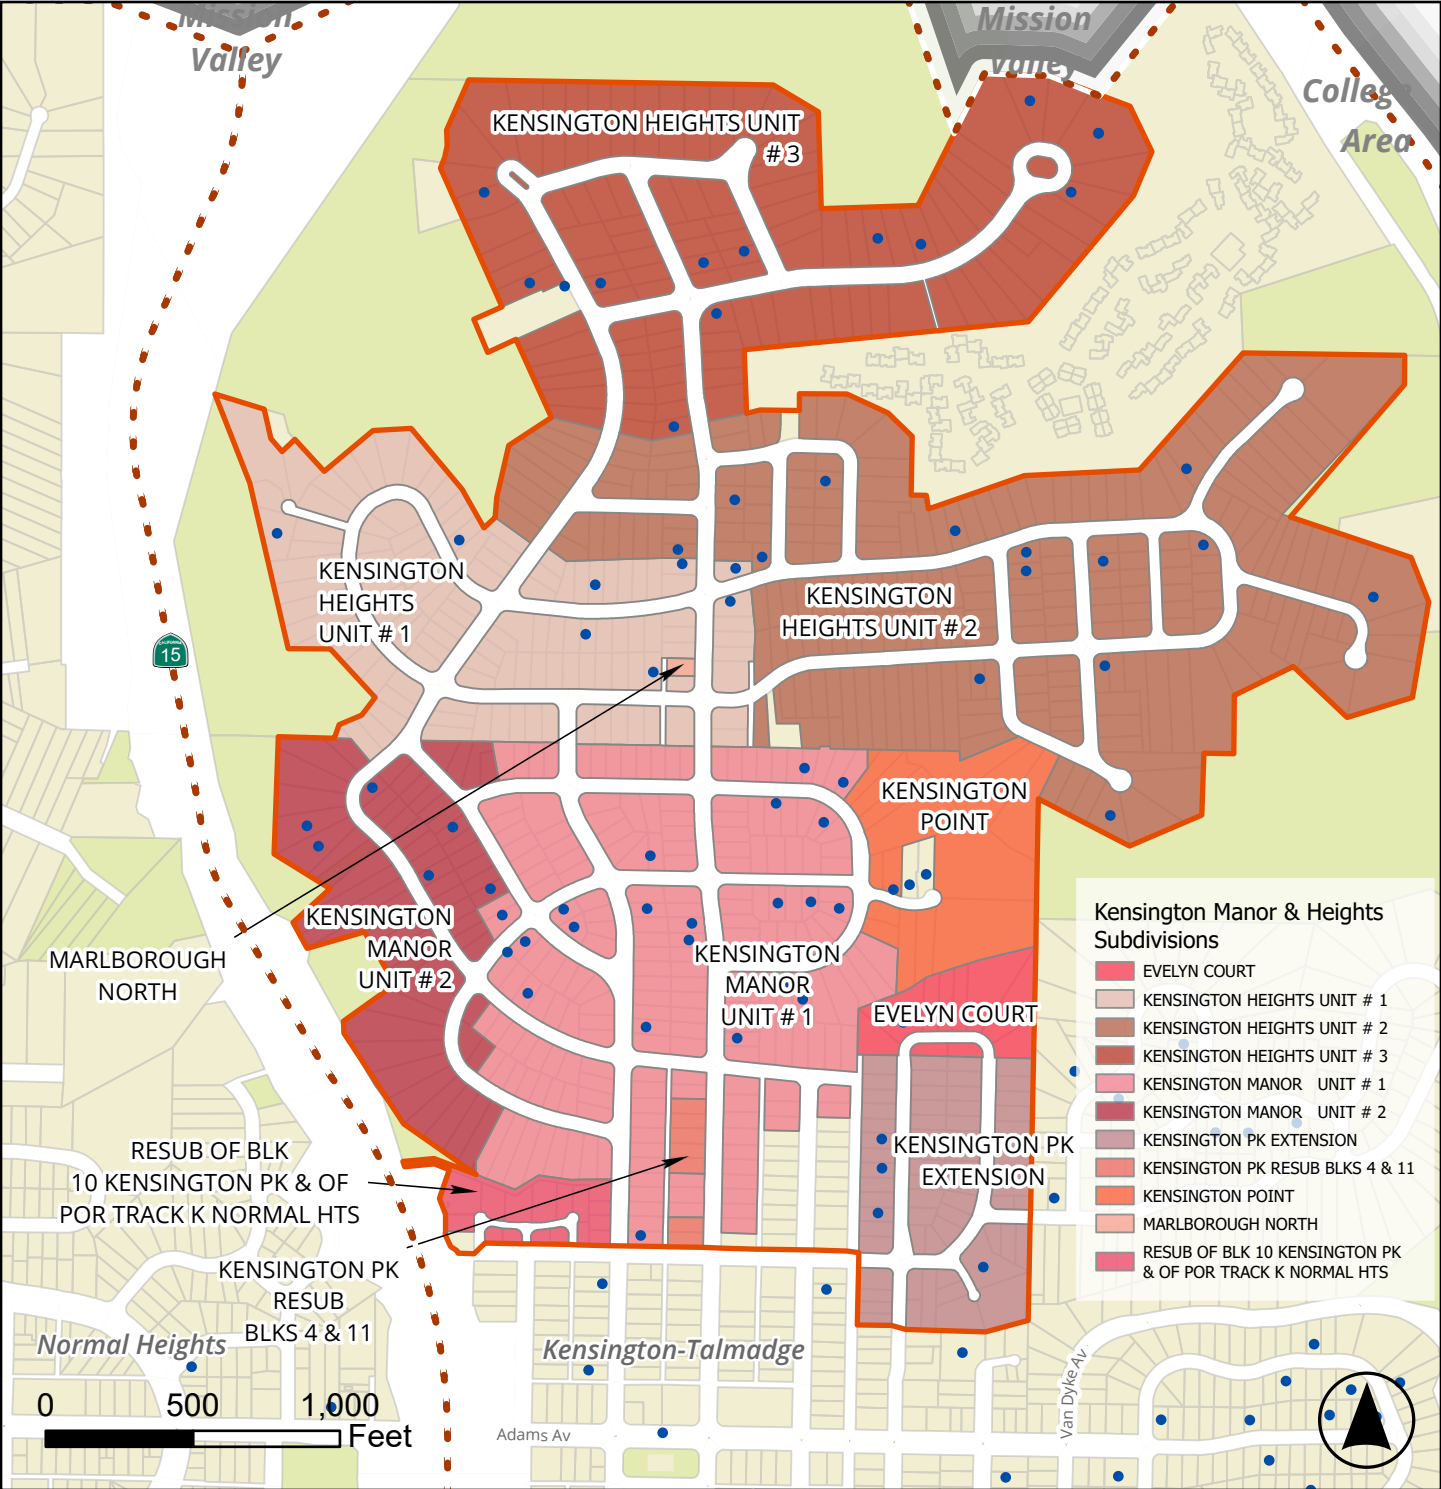 Mission
Valley
Mission
Valley
College
Area
KENSINGTON HEIGHTS UNIT
# 3
KENSINGTON
HEIGHTS
UNIT # 1
KENSINGTON
HEIGHTS UNIT # 2
CALIFORNIA
15
KENSINGTON
POINT
KENSINGTON
MANOR
UNIT # 2
MARLBOROUGH
NORTH
KENSINGTON
MANOR
UNIT # 1
EVELYN COURT
KENSINGTON PK
EXTENSION
RESUB OF BLK
10 KENSINGTON PK & OF
POR TRACK K NORMAL HTS
KENSINGTON PK
RESUB
BLKS 4 & 11
Kensington Manor & Heights
Subdivisions
EVELYN COURT
KENSINGTON HEIGHTS UNIT # 1
KENSINGTON HEIGHTS UNIT # 2
KENSINGTON HEIGHTS UNIT # 3
KENSINGTON MANOR UNIT # 1
KENSINGTON MANOR UNIT # 2
KENSINGTON PK EXTENSION
KENSINGTON PK RESUB BLKS 4 & 11
KENSINGTON POINT
MARLBOROUGH NORTH
RESUB OF BLK 10 KENSINGTON PK
& OF POR TRACK K NORMAL HTS
Normal Heights
Kensington-Talmadge
Van Dyke Av
Adams Av
0 500 1,000
Feet